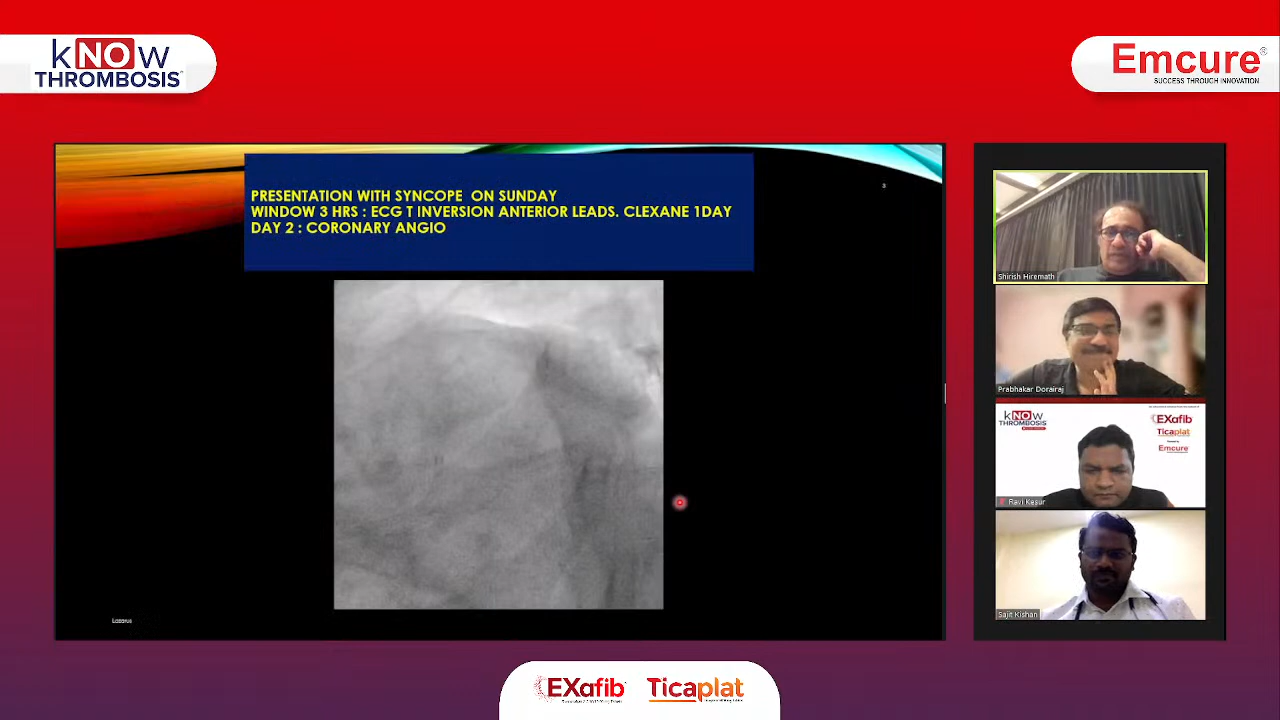 kNOW
THROMBOSIS
Emcure®
SUCCESS THROUGH INNOVATION
3
PRESENTATION WITH SYNCOPE ON SUNDAY
WINDOW 3 HRS : ECG T INVERSION ANTERIOR LEADS. CLEXANE 1DAY
DAY 2 : CORONARY ANGIO
Lazarus
Shirish Hiremath
Prabhakar Dorairaj
kNOW
THROMBOSIS
EXafib
Ticaplat
Emcure
Ravi Kesur
Sajit Kishan
EXafib
Ticaplat